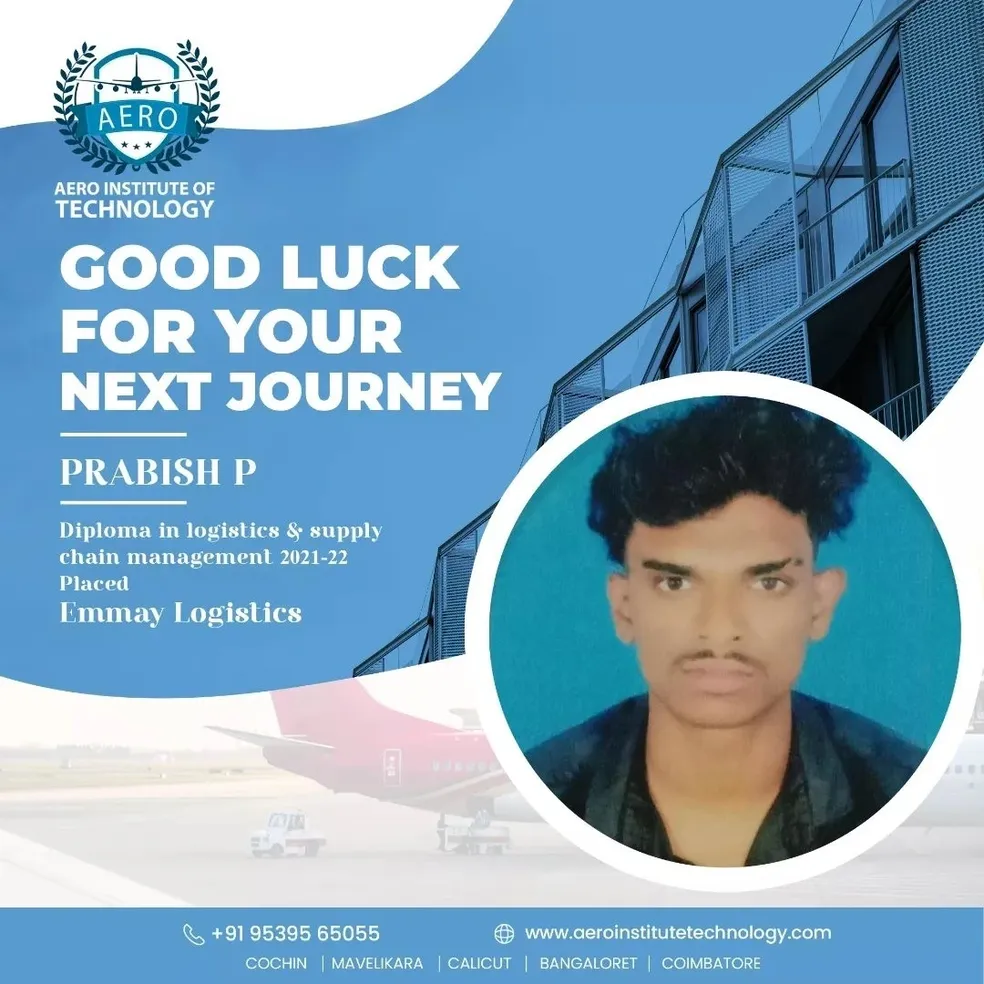 AERO
AERO INSTITUTE OF
TECHNOLOGY
GOOD LUCK
FOR YOUR
NEXT JOURNEY
PRABISH P
Diploma in logistics & supply
chain management 2021-22
Placed
Emmay Logistics
+91 95395 65055
www.aeroinstitutetechnology.com
COCHIN | MAVELIKARA | CALICUT | BANGALORET | COIMBATORE